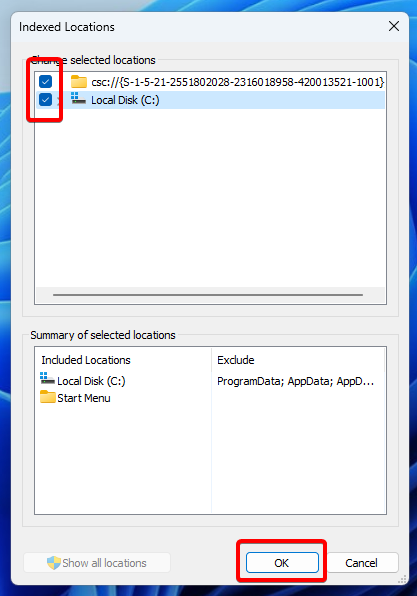 Indexed Locations
Change selected locations
csc://{S-1-5-21-2551802028-2316018958-420013521-1001}
Local Disk (C:)
Summary of selected locations
Included Locations Exclude
Local Disk (C:) ProgramData; AppData; AppD...
Start Menu
Show all locations OK Cancel